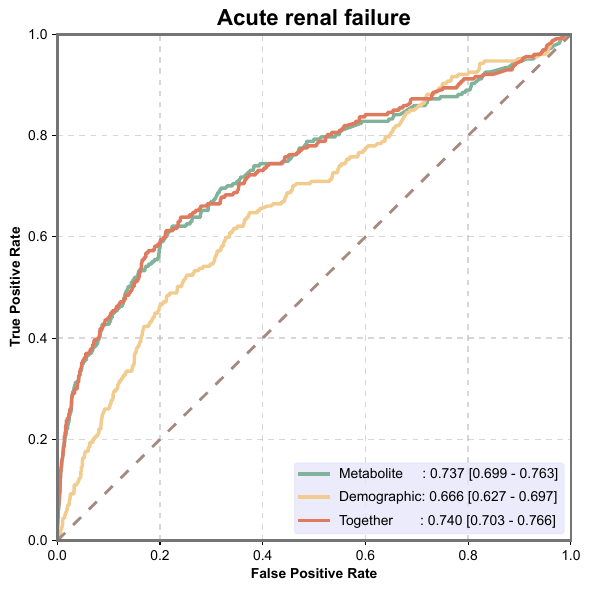 Acute renal failure
True Positive Rate
1.0
0.8
0.6
0.4
0.2
0.0
0.0 0.2 0.4 0.6 0.8 1.0
False Positive Rate
Metabolite : 0.737 [0.699 - 0.763]
Demographic: 0.666 [0.627 - 0.697]
Together : 0.740 [0.703 - 0.766]